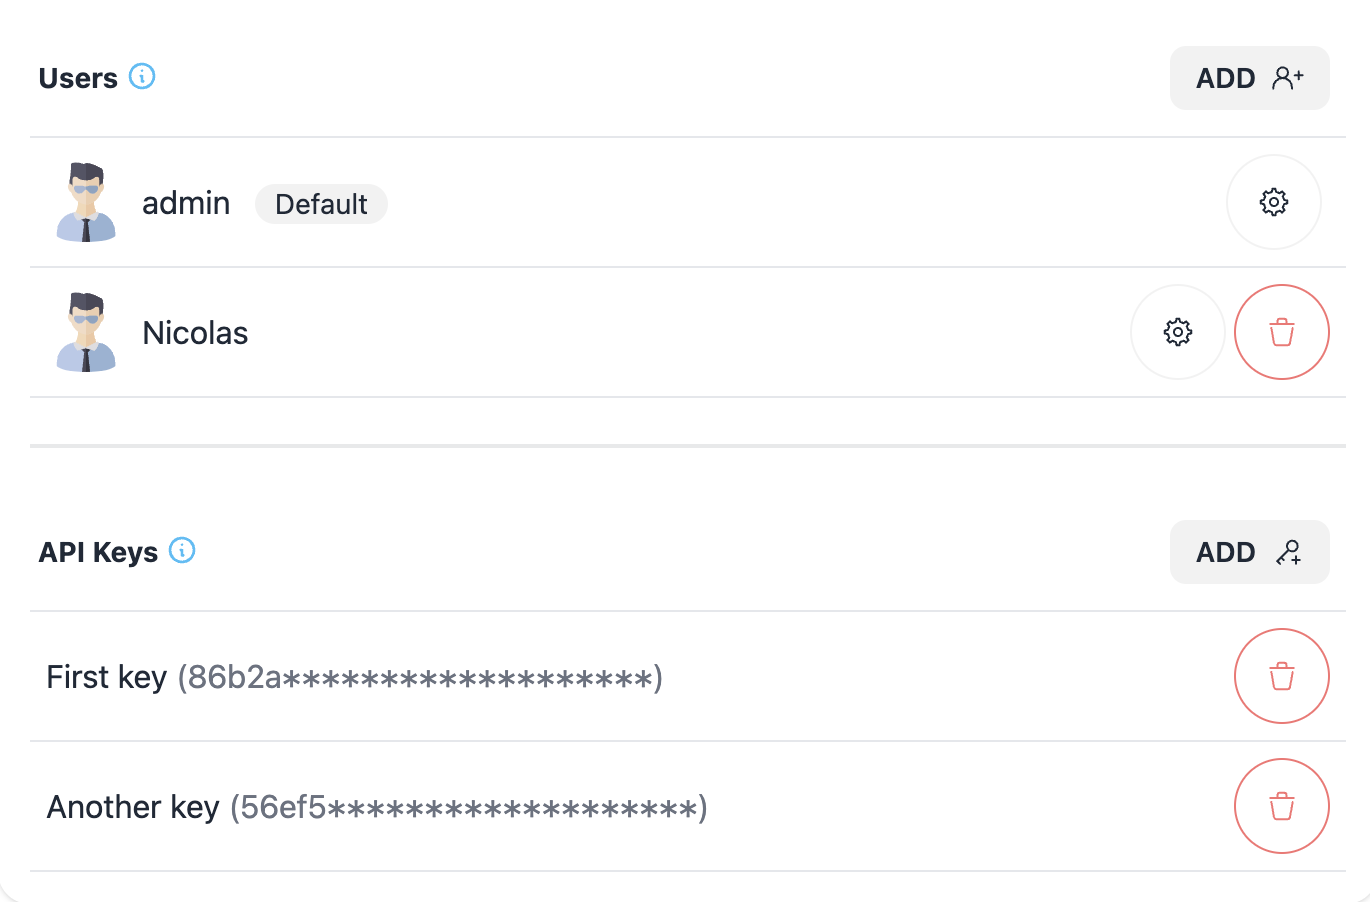 Users
ADD
admin Default
Nicolas
API Keys
ADD
First key (86b2a*******************)
Another key (56ef5*******************)